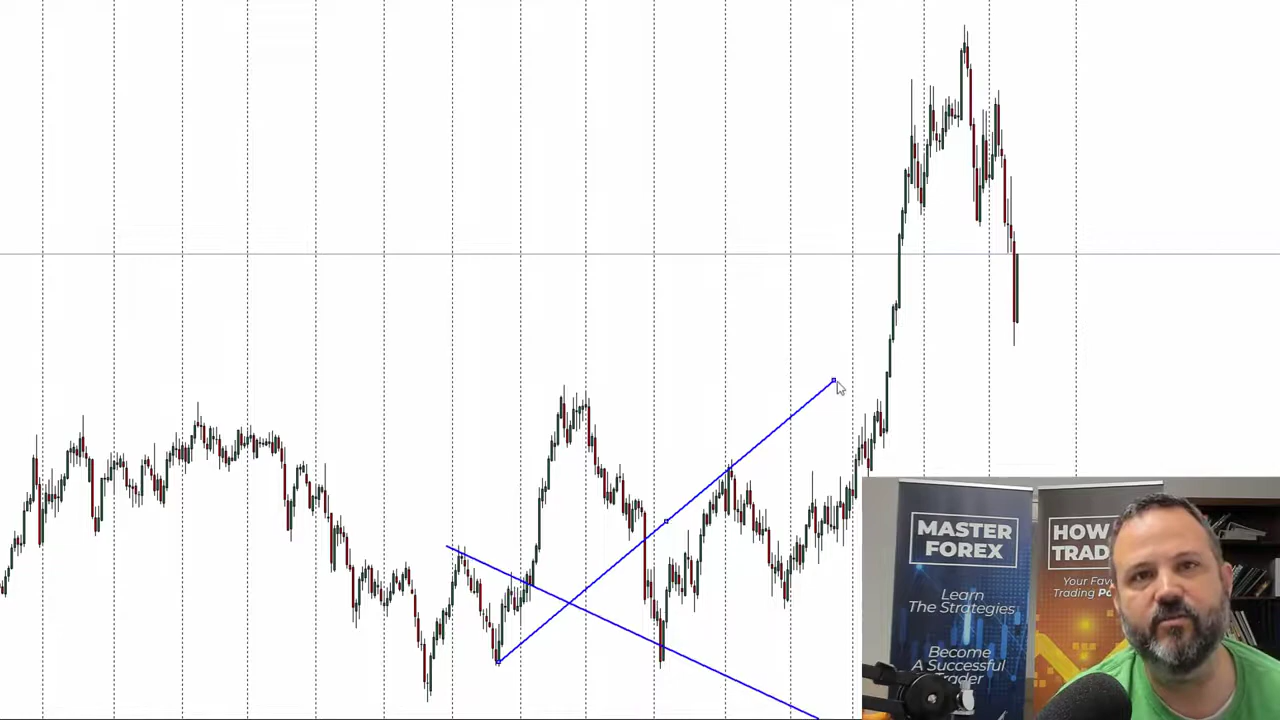 MASTER
FOREX
Learn
The Strategies
Become
A Successful
Trader
HOW
TRAD
Your Fav
Trading